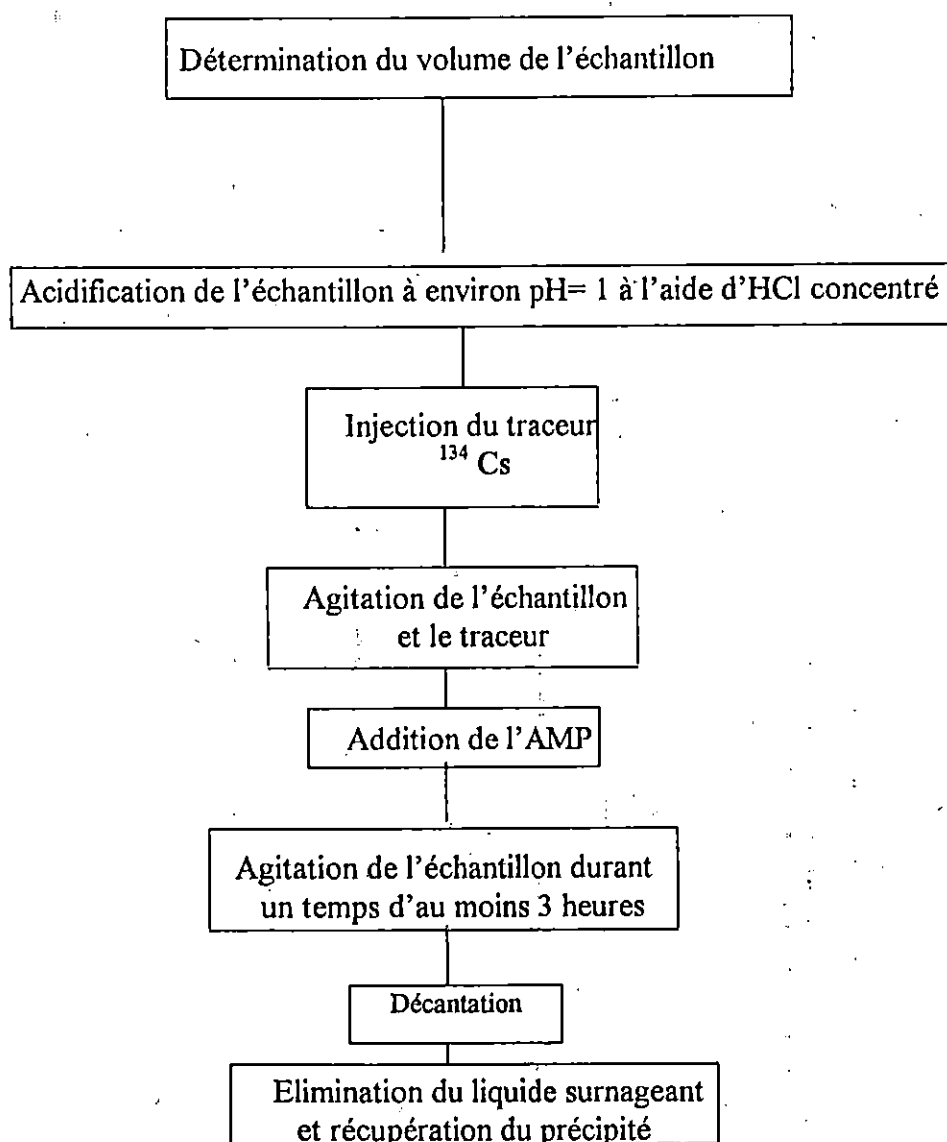 Détermination du volume de l'échantillon
Acidification de l'échantillon à environ pH= 1 à l'aide d'HCl concentré
Injection du traceur
¹³⁴ Cs
Agitation de l'échantillon
et le traceur
Addition de l'AMP
Agitation de l'échantillon durant
un temps d'au moins 3 heures
Décantation
Elimination du liquide surnageant
et récupération du précipité